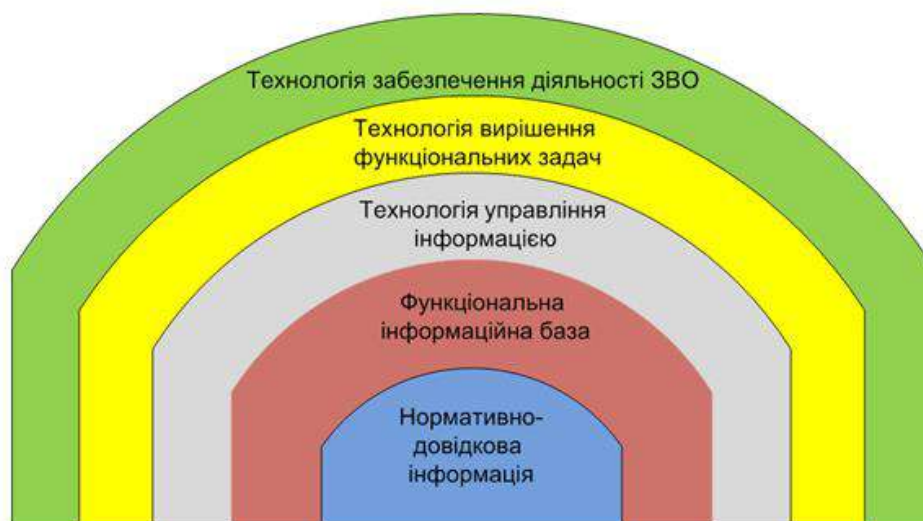 Технологія забезпечення діяльності ЗВО
Технологія вирішення
функціональних задач
Технологія управління
інформацією
Функціональна
інформаційна база
Нормативно-
довідкова
інформація